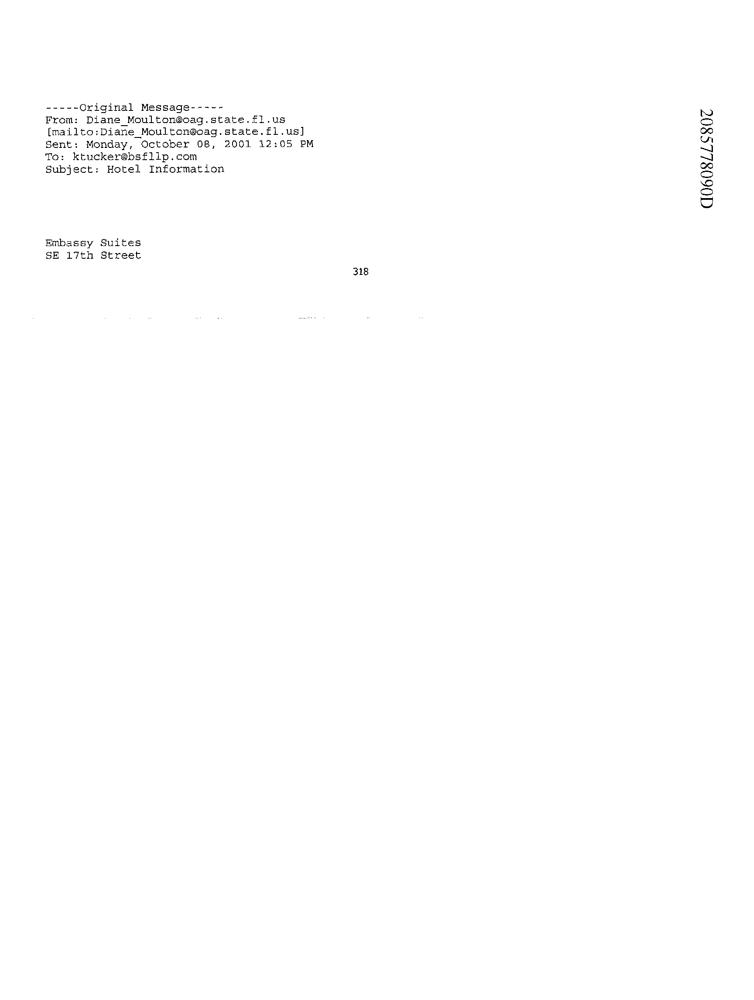 -----Original Message-----
From: Diane_Moulton@oag.state.fl.us
[mailto:Diane_Moulton@oag.state.fl.us]
Sent: Monday, October 08, 2001 12:05 PM
To: ktucker@bsfllp.com
Subject: Hotel Information
Embassy Suites
SE 17th Street
318
2085778090D